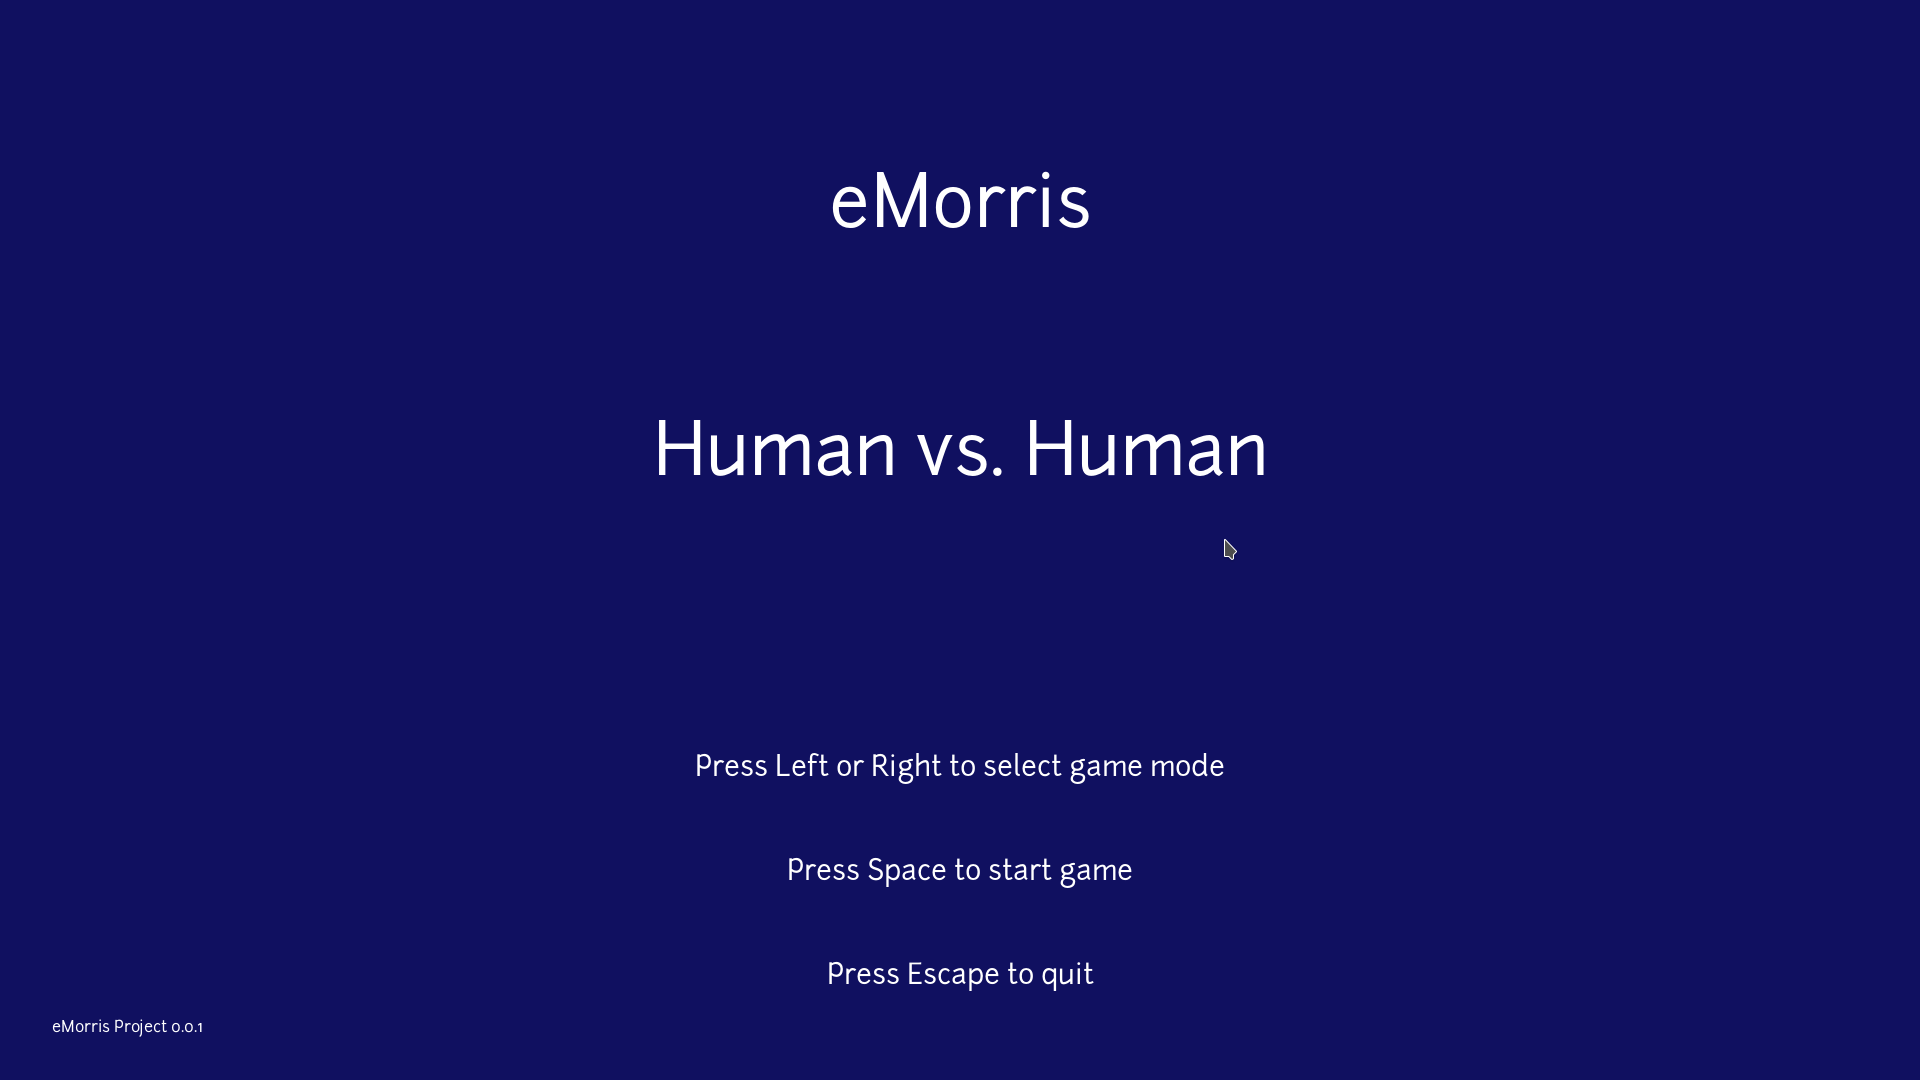 eMorris
Human vs. Human
Press Left or Right to select game mode
Press Space to start game
Press Escape to quit
eMorris Project 0.0.1